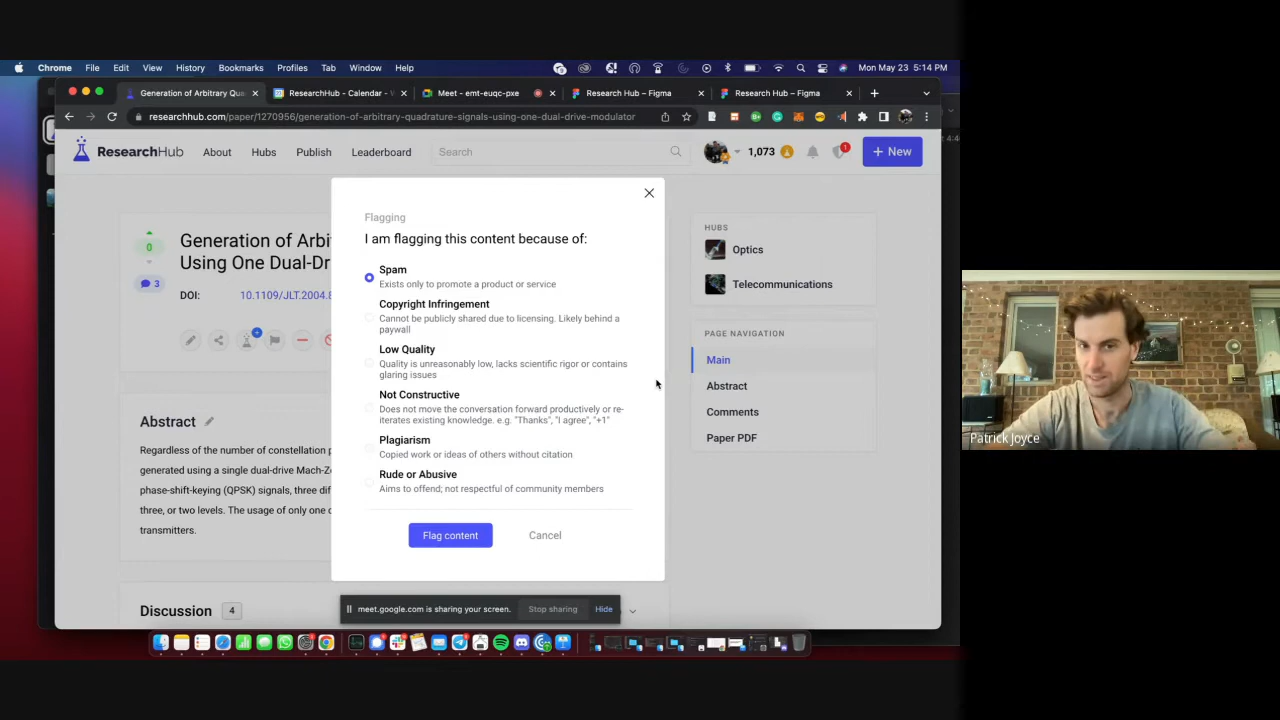 Chrome File Edit View History Bookmarks Profiles Tab Window Help
Mon May 23 5:14 PM
Generation of Arbitrary Qua
ResearchHub - Calendar - W
Meet - emt-euqc-pxe
Research Hub – Figma
Research Hub – Figma
researchhub.com/paper/1270956/generation-of-arbitrary-quadrature-signals-using-one-dual-drive-modulator
ResearchHub
About
Hubs
Publish
Leaderboard
Search
1,073
1
+ New
0
3
Generation of Arbi
Using One Dual-Dr
DOI:
10.1109/JLT.2004.8
Abstract
Regardless of the number of constellation p
generated using a single dual-drive Mach-Ze
phase-shift-keying (QPSK) signals, three dif
three, or two levels. The usage of only one d
transmitters.
Discussion 4
Flagging
I am flagging this content because of:
Spam
Exists only to promote a product or service
Copyright Infringement
Cannot be publicly shared due to licensing. Likely behind a
paywall
Low Quality
Quality is unreasonably low, lacks scientific rigor or contains
glaring issues
Not Constructive
Does not move the conversation forward productively or re-
iterates existing knowledge. e.g. "Thanks", "I agree", "+1"
Plagiarism
Copied work or ideas of others without citation
Rude or Abusive
Aims to offend; not respectful of community members
Flag content
Cancel
HUBS
Optics
Telecommunications
PAGE NAVIGATION
Main
Abstract
Comments
Paper PDF
meet.google.com is sharing your screen.
Stop sharing
Hide
Patrick Joyce